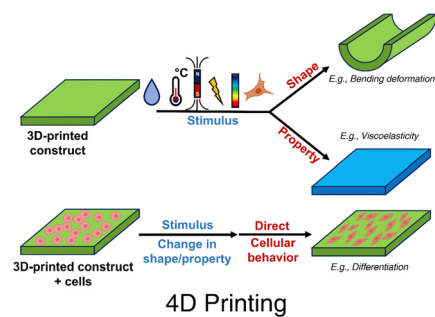 °C
N
S
Shape
E.g., Bending deformation
3D-printed
construct
Stimulus
Property
E.g., Viscoelasticity
Stimulus
Change in
shape/property
Direct
Cellular
behavior
3D-printed construct
+ cells
E.g., Differentiation
4D Printing